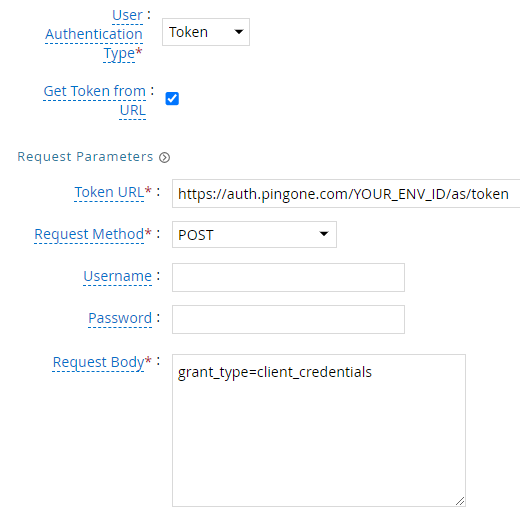 User :
Authentication
Type*
Token
Get Token from :
URL
Request Parameters
Token URL* : https://auth.pingone.com/YOUR_ENV_ID/as/token
Request Method* : POST
Username :
Password :
Request Body* : grant_type=client_credentials